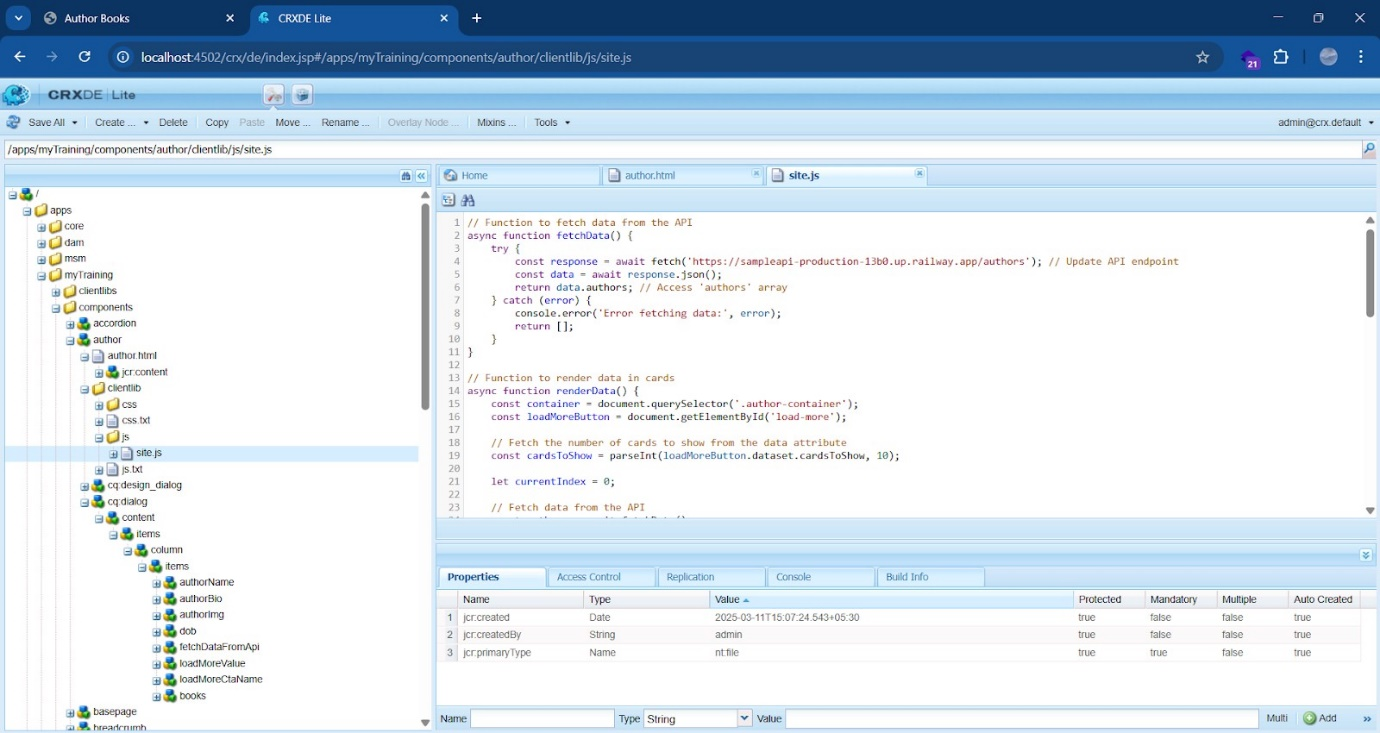 Author Books
CRXDE Lite
localhost:4502/crx/de/index.jsp#/apps/myTraining/components/author/clientlib/js/site.js
21
CRXDE | Lite
Save All Create ... Delete Copy Paste Move ... Rename ... Overlay Node ... Mixins ... Tools admin@crx.default
/apps/myTraining/components/author/clientlib/js/site.js
/
apps
core
dam
msm
myTraining
clientlibs
components
accordion
author
author.html
jcr:content
clientlib
css
css.txt
js
site.js
js.txt
cq:design_dialog
cq:dialog
content
items
column
items
authorName
authorBio
authorImg
dob
fetchDataFromApi
loadMoreValue
loadMoreCtaName
books
basepage
breadcrumb
Home author.html site.js
1 // Function to fetch data from the API
2 async function fetchData() {
3 try {
4 const response = await fetch('https://sampleapi-production-13b0.up.railway.app/authors'); // Update API endpoint
5 const data = await response.json();
6 return data.authors; // Access 'authors' array
7 } catch (error) {
8 console.error('Error fetching data:', error);
9 return [];
10 }
11 }
12
13 // Function to render data in cards
14 async function renderData() {
15 const container = document.querySelector('.author-container');
16 const loadMoreButton = document.getElementById('load-more');
17
18 // Fetch the number of cards to show from the data attribute
19 const cardsToShow = parseInt(loadMoreButton.dataset.cardsToShow, 10);
20
21 let currentIndex = 0;
22
23 // Fetch data from the API
Properties Access Control Replication Console Build Info
Name Type Value Protected Mandatory Multiple Auto Created
1 jcr:created Date 2025-03-11T15:07:24.543+05:30 true false false true
2 jcr:createdBy String admin true false false true
3 jcr:primaryType Name nt:file true true false true
Name Type String Value Multi Add